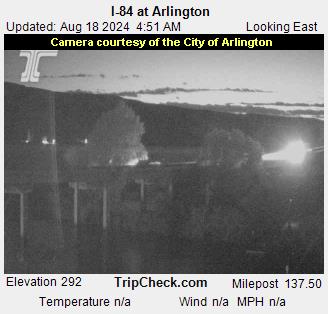 I-84 at Arlington
Updated: Aug 18 2024 4:51 AM Looking East
Camera courtesy of the City of Arlington
Elevation 292 TripCheck.com Milepost 137.50
Temperature n/a Wind n/a MPH n/a